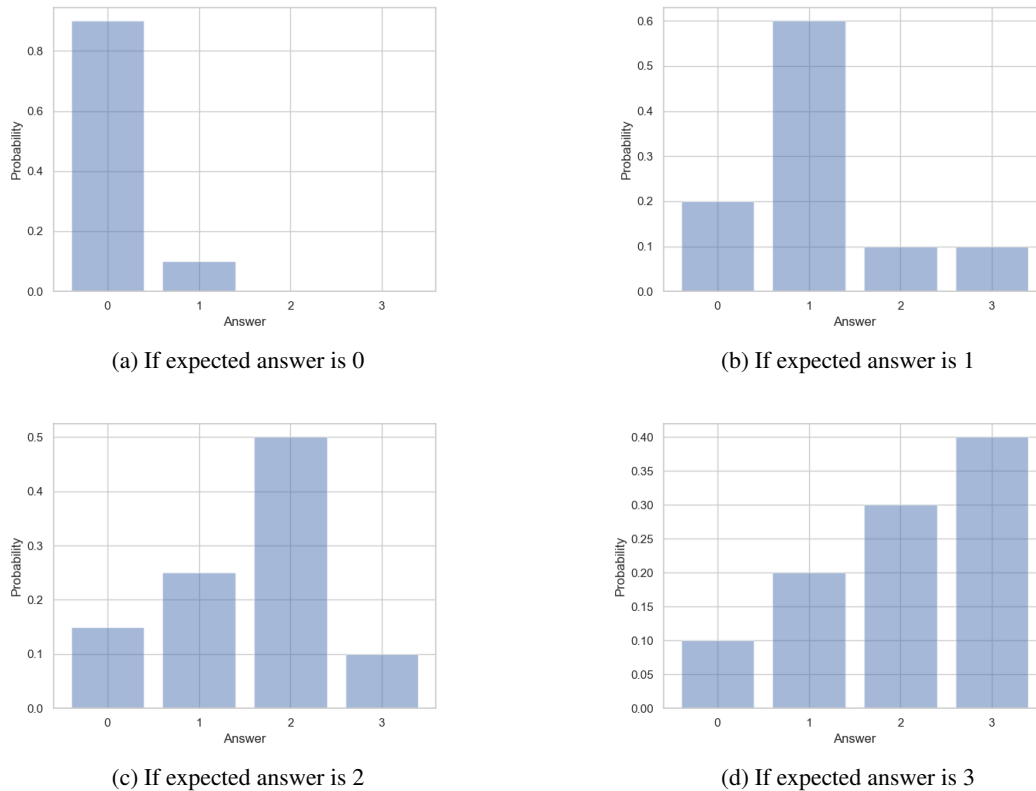 Probability
0.8
0.6
0.4
0.2
0.0
0 1 2 3
Answer
(a) If expected answer is 0
Probability
0.6
0.5
0.4
0.3
0.2
0.1
0.0
0 1 2 3
Answer
(b) If expected answer is 1
Probability
0.5
0.4
0.3
0.2
0.1
0.0
0 1 2 3
Answer
(c) If expected answer is 2
Probability
0.40
0.35
0.30
0.25
0.20
0.15
0.10
0.05
0.00
0 1 2 3
Answer
(d) If expected answer is 3